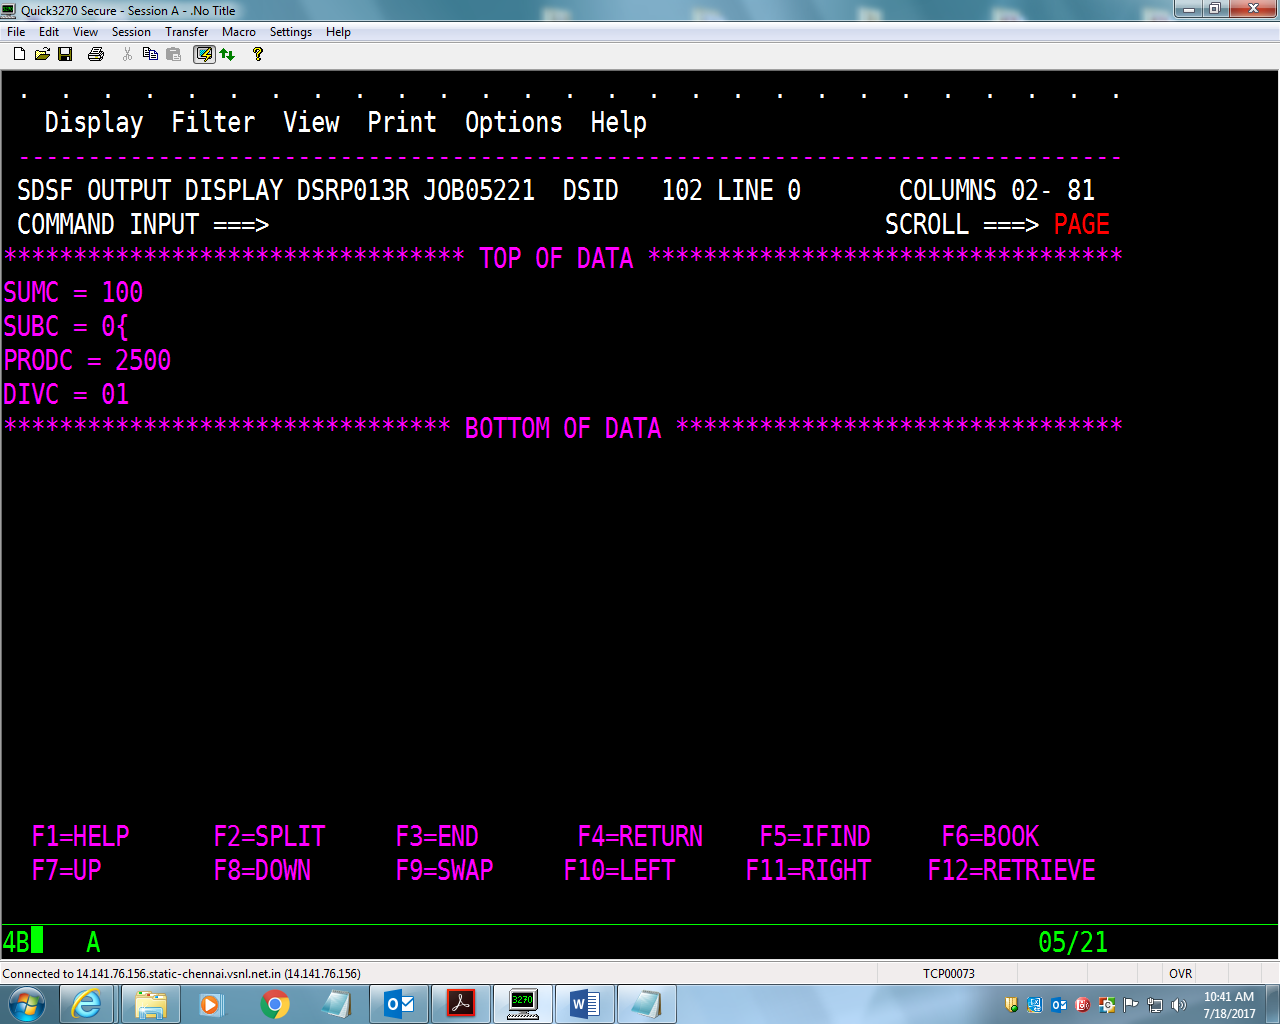 Quick3270 Secure - Session A - .No Title
File Edit View Session Transfer Macro Settings Help
. . . . . . . . . . . . . . . . . . . . . . . . . . .
Display Filter View Print Options Help
-------------------------------------------------------------------------------
SDSF OUTPUT DISPLAY DSRP013R JOB05221 DSID 102 LINE 0 COLUMNS 02- 81
COMMAND INPUT ===> SCROLL ===> PAGE
********************************* TOP OF DATA **********************************
SUMC = 100
SUBC = 0{
PRODC = 2500
DIVC = 01
******************************** BOTTOM OF DATA ********************************
F1=HELP F2=SPLIT F3=END F4=RETURN F5=IFIND F6=BOOK
F7=UP F8=DOWN F9=SWAP F10=LEFT F11=RIGHT F12=RETRIEVE
4B A 05/21
Connected to 14.141.76.156.static-chennai.vsnl.net.in (14.141.76.156) TCP00073 OVR
3270
10:41 AM
7/18/2017